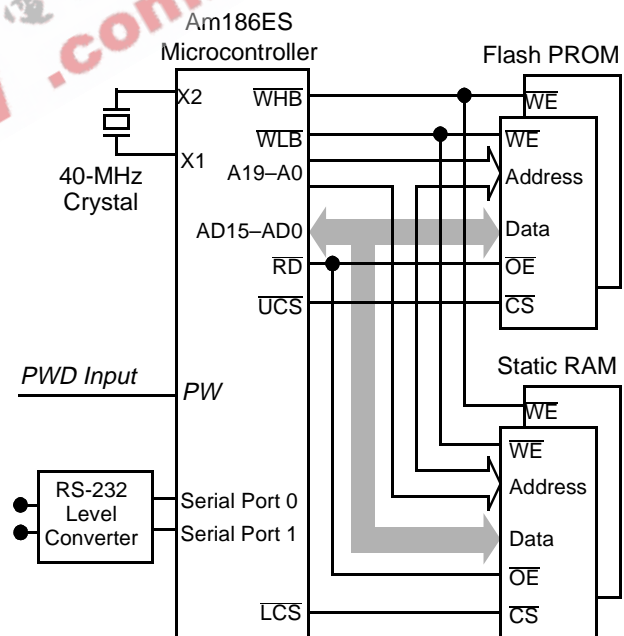 .com
Am186ES
Microcontroller
Flash PROM
X2
WHB
WE
WLB
WE
X1
A19–A0
Address
40-MHz
Crystal
AD15–AD0
Data
RD
OE
UCS
CS
Static RAM
PWD Input
PW
WE
WE
RS-232
Level
Converter
Serial Port 0
Serial Port 1
Address
Data
OE
LCS
CS